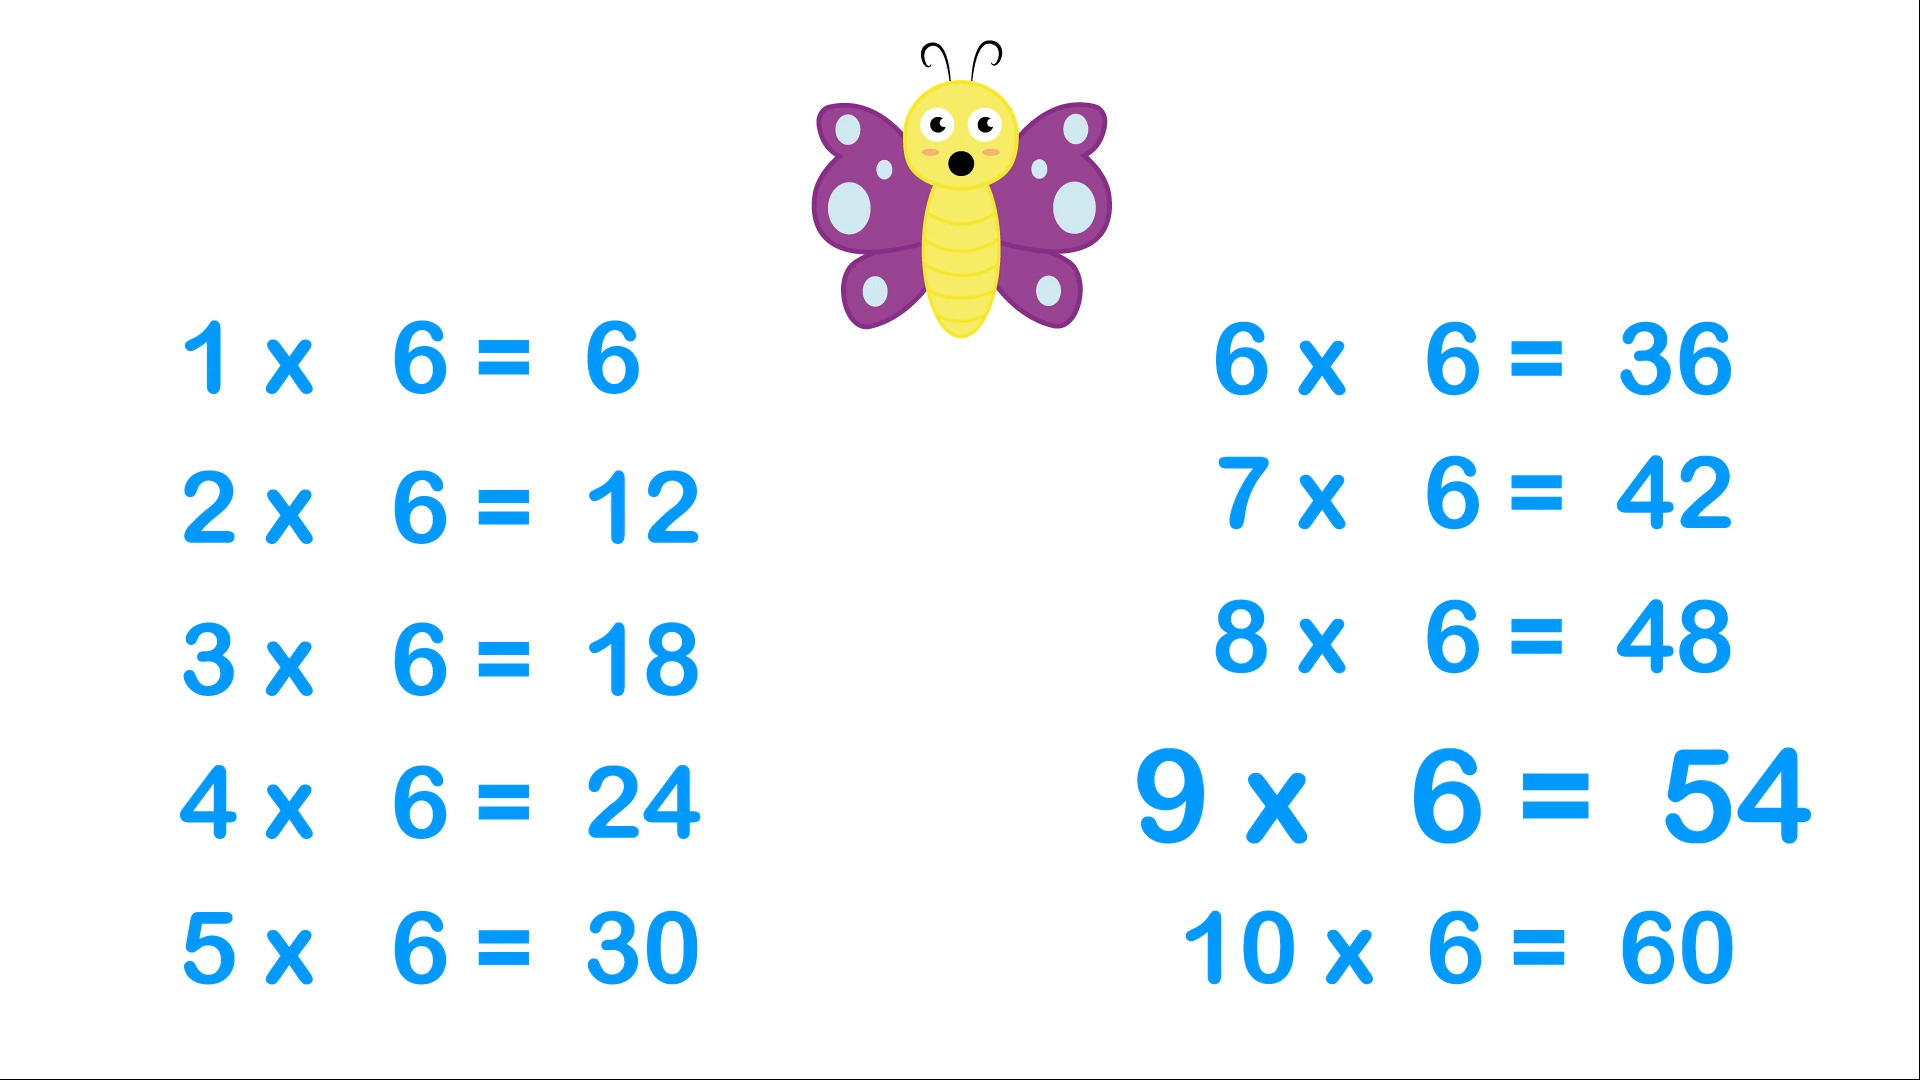 1 x 6 = 6
2 x 6 = 12
3 x 6 = 18
4 x 6 = 24
5 x 6 = 30
6 x 6 = 36
7 x 6 = 42
8 x 6 = 48
9 x 6 = 54
10 x 6 = 60